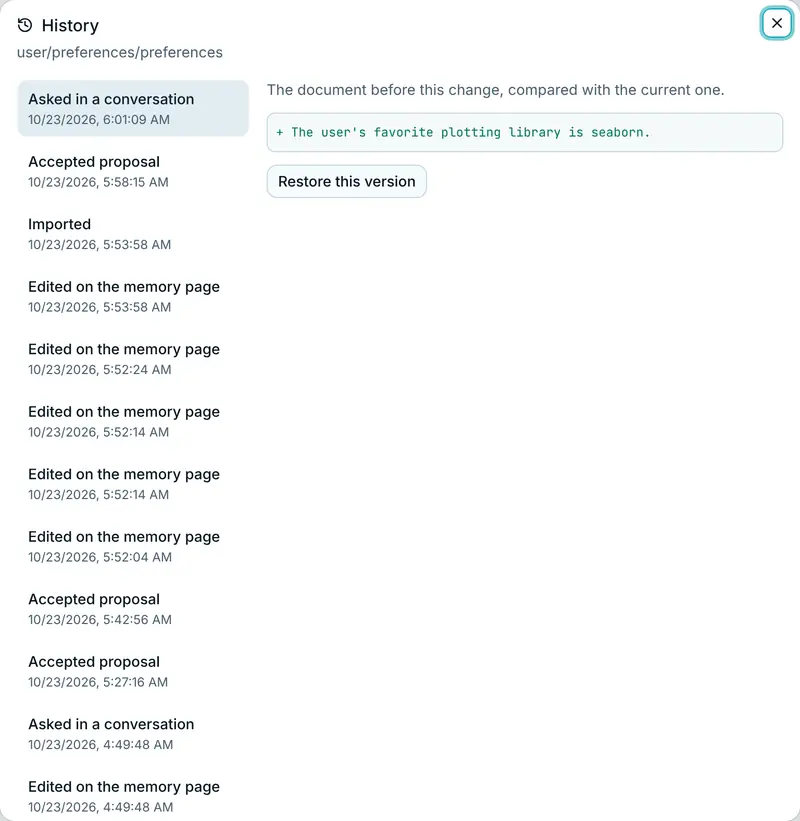 History
user/preferences/preferences
Asked in a conversation
10/23/2026, 6:01:09 AM
Accepted proposal
10/23/2026, 5:58:15 AM
Imported
10/23/2026, 5:53:58 AM
Edited on the memory page
10/23/2026, 5:53:58 AM
Edited on the memory page
10/23/2026, 5:52:24 AM
Edited on the memory page
10/23/2026, 5:52:14 AM
Edited on the memory page
10/23/2026, 5:52:14 AM
Edited on the memory page
10/23/2026, 5:52:04 AM
Accepted proposal
10/23/2026, 5:42:56 AM
Accepted proposal
10/23/2026, 5:27:16 AM
Asked in a conversation
10/23/2026, 4:49:48 AM
Edited on the memory page
10/23/2026, 4:49:48 AM
The document before this change, compared with the current one.
+ The user's favorite plotting library is seaborn.
Restore this version